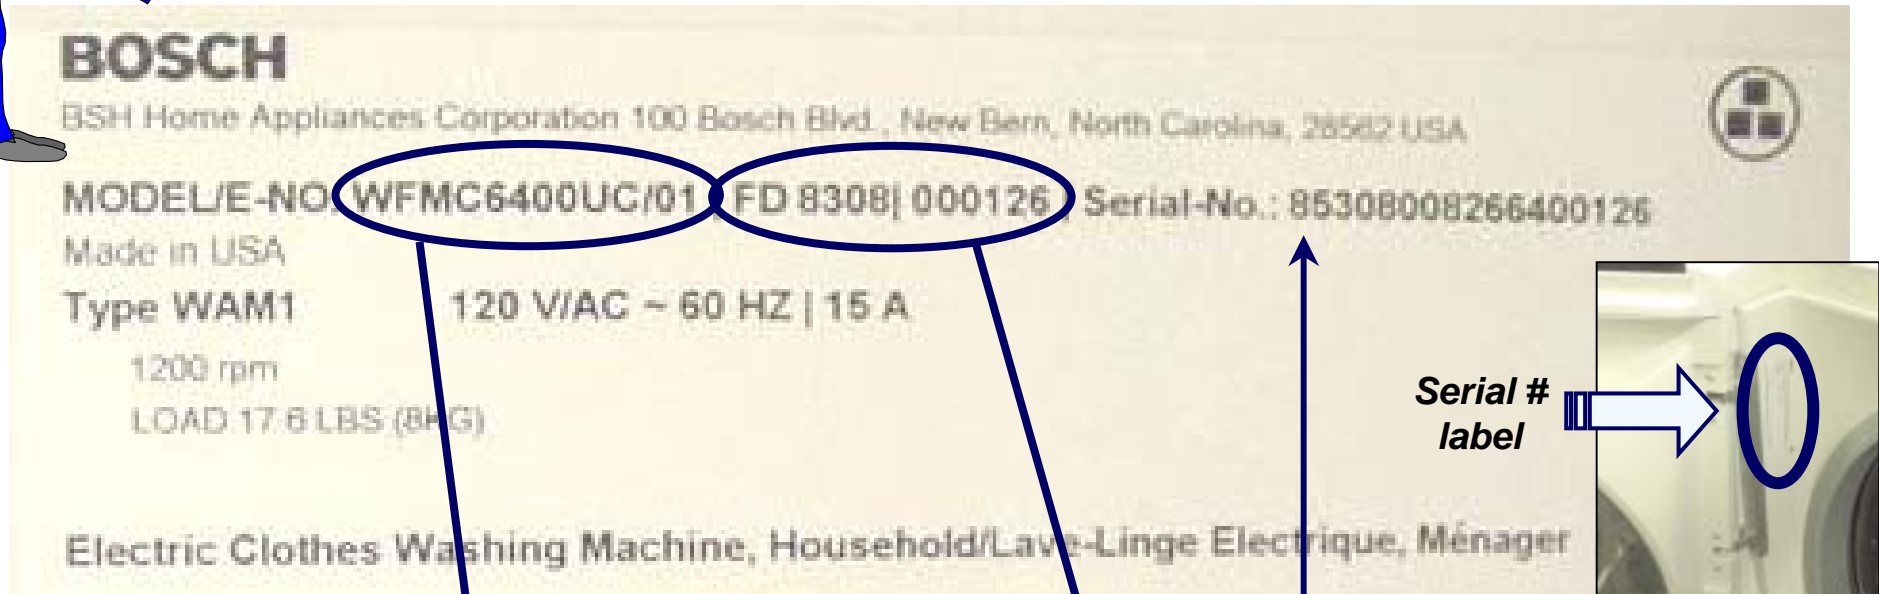 BOSCH
BSH Home Appliances Corporation 100 Bosch Blvd., New Bern, North Carolina, 28562 USA
MODEL/E-NO. WFMC6400UC/01 | FD 8308| 000126 | Serial-No.: 85308008266400126
Made in USA
Type WAM1 120 V/AC ~ 60 HZ | 15 A
1200 rpm
LOAD 17.6 LBS (8KG)
Serial #
label
Electric Clothes Washing Machine, Household/Lave-Linge Electrique, Ménager